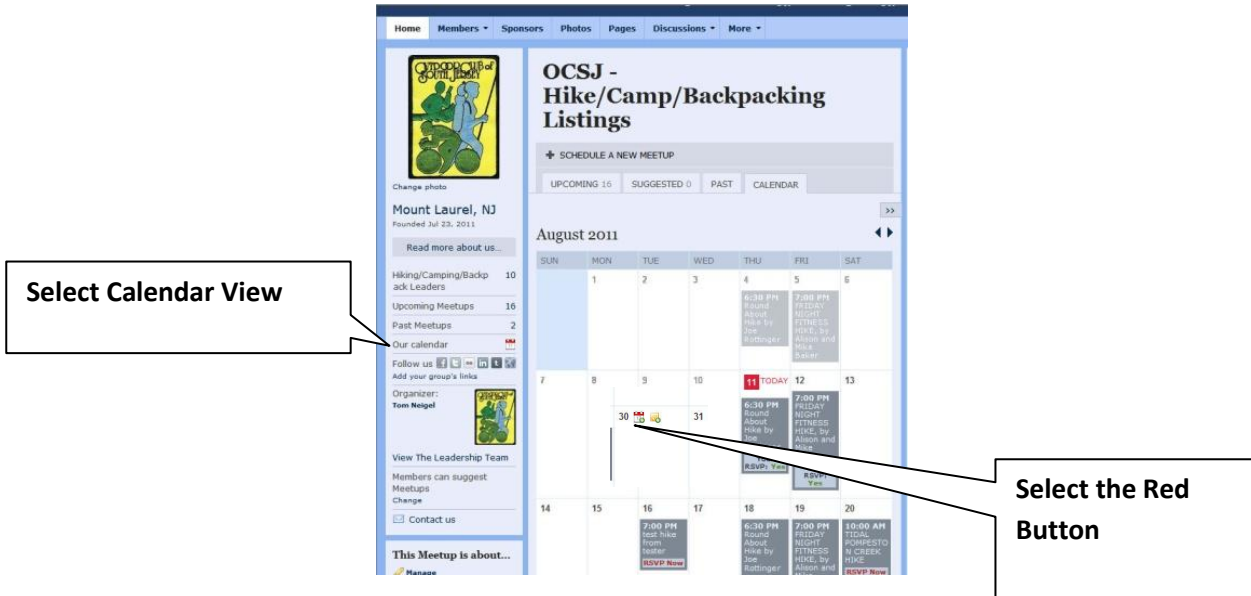 Home Members Sponsors Photos Pages Discussions More
OUTDOOR CLUB of
SOUTH JERSEY
Change photo
Mount Laurel, NJ
Founded Jul 23, 2011
Read more about us...
Hiking/Camping/Backp 10
ack Leaders
Upcoming Meetups 16
Past Meetups 2
Our calendar
Follow us
Add your group's links
Organizer:
Tom Neigel
View The Leadership Team
Members can suggest
Meetups
Change
Contact us
This Meetup is about...
Manage
OCSJ -
Hike/Camp/Backpacking
Listings
+ SCHEDULE A NEW MEETUP
UPCOMING 16 SUGGESTED 0 PAST CALENDAR
>>
August 2011
SUN MON TUE WED THU FRI SAT
1 2 3 4 5 6
6:30 PM
Round
About
Hike by
Joe
Rottinger
7:00 PM
FRIDAY
NIGHT
FITNESS
HIKE, by
Alison and
Mike
Baker
7 8 9 10 11 TODAY 12 13
30 31
6:30 PM
Round
About
Hike by
Joe
RSVP: Yes
7:00 PM
FRIDAY
NIGHT
FITNESS
HIKE, by
Alison and
Mike
RSVP:
Yes
14 15 16 17 18 19 20
7:00 PM
test hike
from
tester
RSVP Now
6:30 PM
Round
About
Hike by
Joe
Rottinger
7:00 PM
FRIDAY
NIGHT
FITNESS
HIKE, by
Alison and
10:00 AM
TIDAL
POMPESTO
N CREEK
HIKE
RSVP Now
Select Calendar View
Select the Red
Button